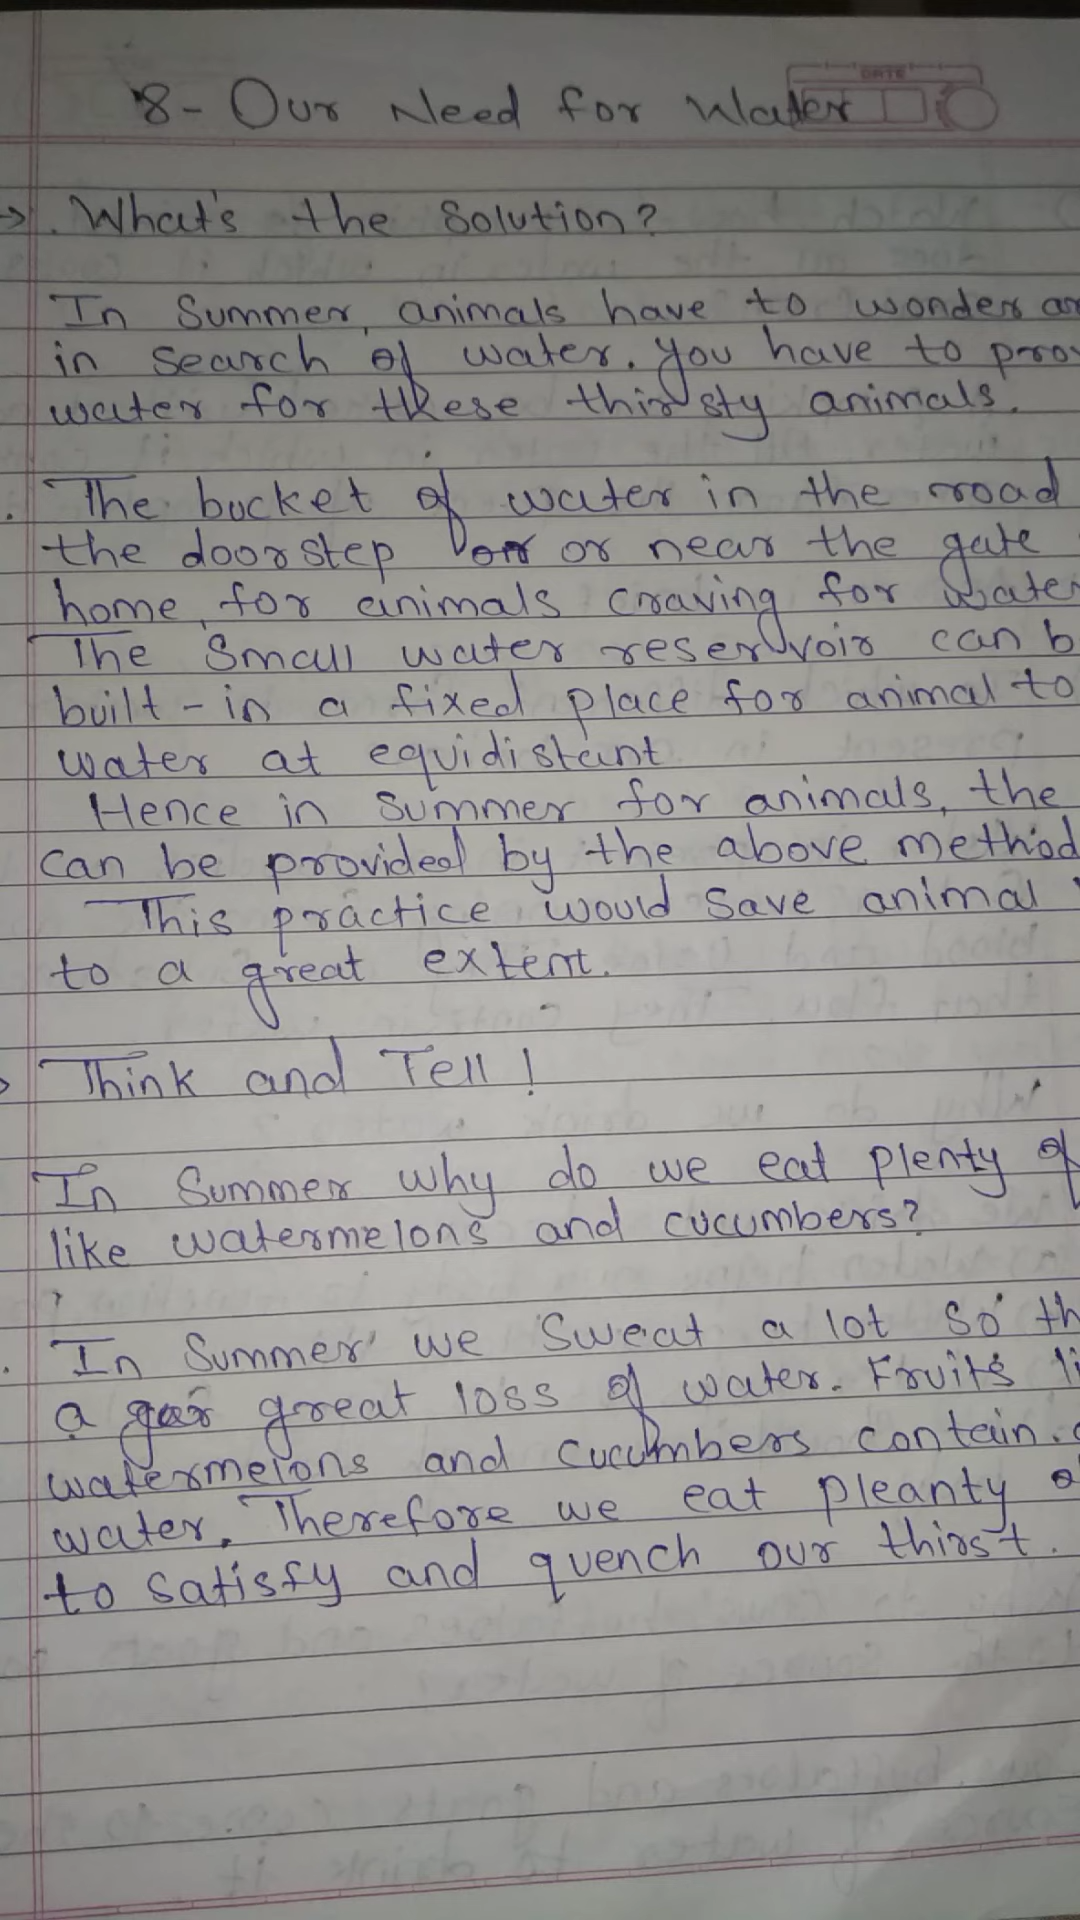 8- Our Need for Water
DATE
→ What's the Solution?
In Summer, animals have to wonder
in search of water. you have to
water for these thirsty animals.
The bucket of water in the road
the doorstep or near the gate
home, for animals craving for water
The Small water reservoir can
built - in a fixed place for animal to
water at equidistant
Hence in Summer for animals, the
can be provided by the above method
This practice would Save animal
to a great extent.
Think and Tell !
In Summer why do we eat plenty of
like watermelons and cucumbers?
In Summer we Sweat a lot So
a great loss of water. Fruits
watermelons and cucumbers contain
water. Therefore we eat pleanty
to Satisfy and quench our thirst.